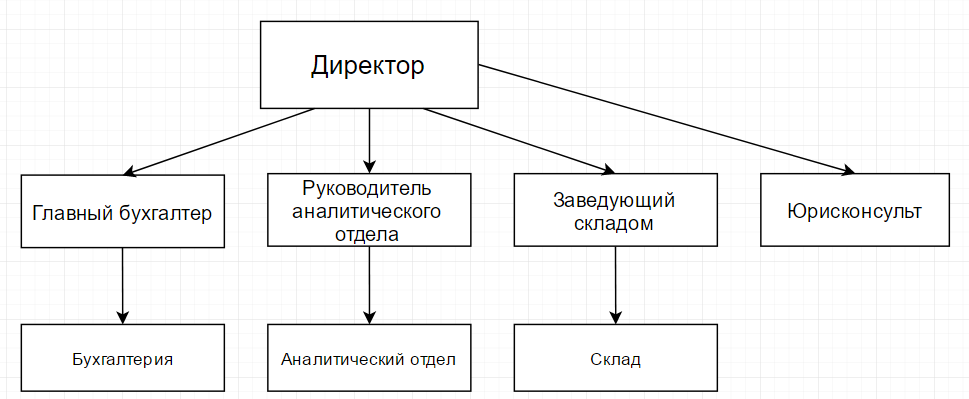 Директор
Главный бухгалтер
Руководитель
аналитического
отдела
Заведующий
складом
Юрисконсульт
Бухгалтерия
Аналитический отдел
Склад